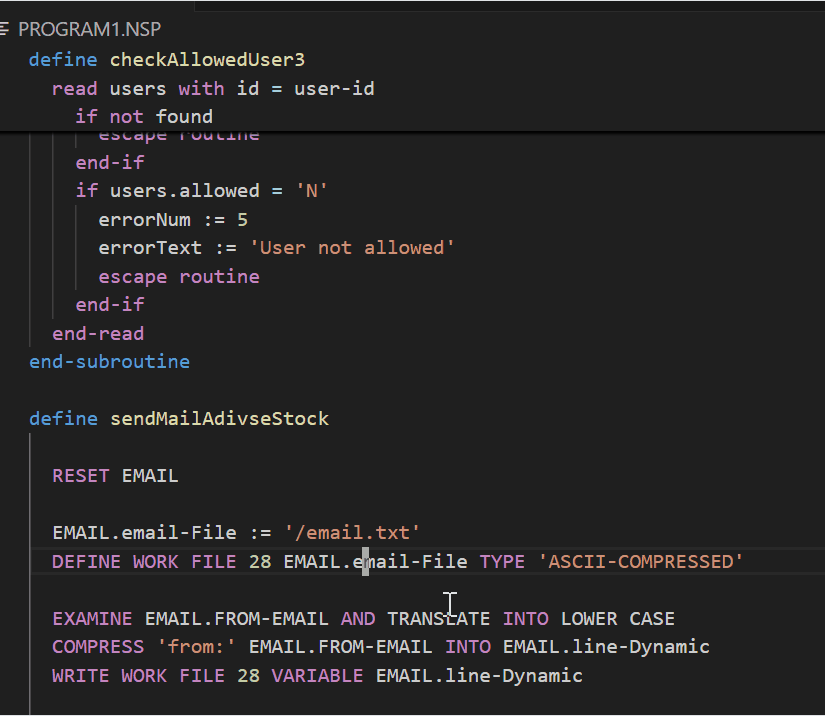 PROGRAM1.NSP
define checkAllowedUser3
read users with id = user-id
if not found
escape routine
end-if
if users.allowed = 'N'
errorNum := 5
errorText := 'User not allowed'
escape routine
end-if
end-read
end-subroutine
define sendMailAdivseStock
RESET EMAIL
EMAIL.email-File := '/email.txt'
DEFINE WORK FILE 28 EMAIL.email-File TYPE 'ASCII-COMPRESSED'
EXAMINE EMAIL.FROM-EMAIL AND TRANSLATE INTO LOWER CASE
COMPRESS 'from:' EMAIL.FROM-EMAIL INTO EMAIL.line-Dynamic
WRITE WORK FILE 28 VARIABLE EMAIL.line-Dynamic